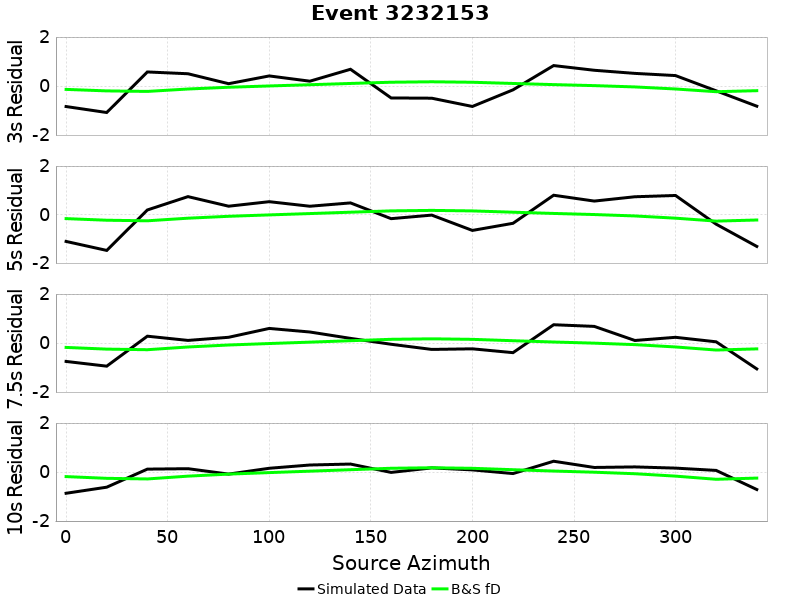 Event 3232153
3s Residual
2
0
-2
5s Residual
2
0
-2
7.5s Residual
2
0
-2
10s Residual
2
0
-2
0 50 100 150 200 250 300
Source Azimuth
Simulated Data B&S fD